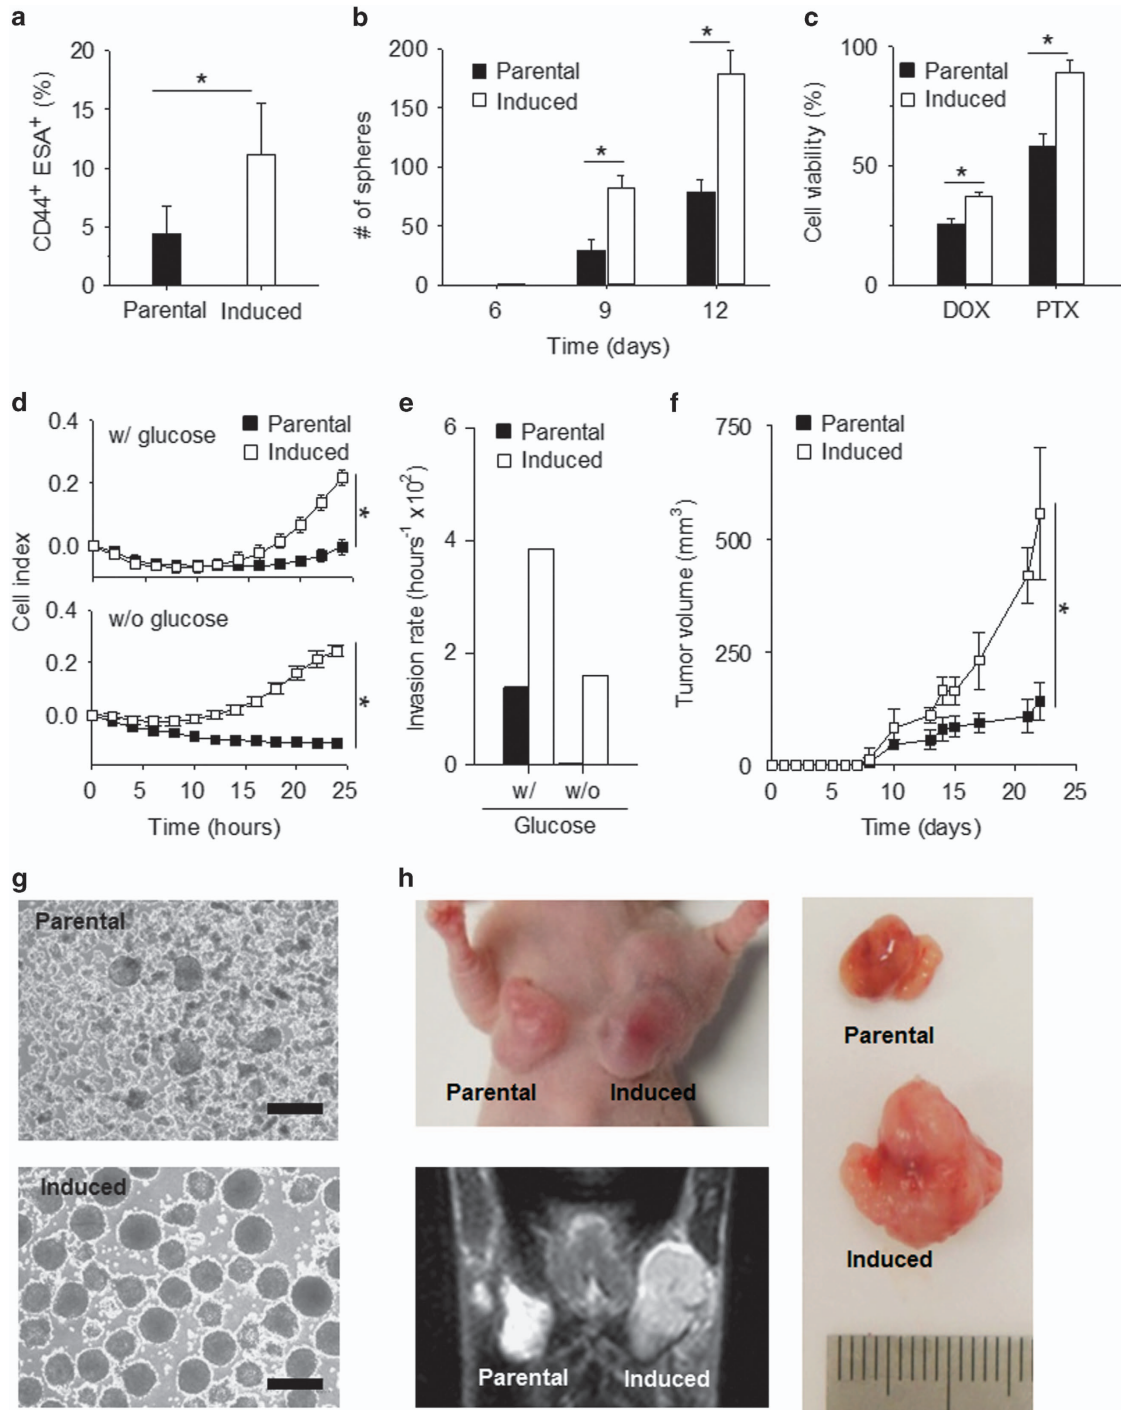 a
CD44+ ESA+ (%)
20
15
10
5
0
*
Parental Induced
b
# of spheres
200
150
100
50
0
Parental
Induced
*
*
6 9 12
Time (days)
c
Cell viability (%)
100
50
0
Parental
Induced
*
*
DOX PTX
d
Cell index
0.4
0.2
0.0
w/ glucose
Parental
Induced
*
0.4
0.2
0.0
w/o glucose
*
0 5 10 15 20 25
Time (hours)
e
Invasion rate (hours-1 x102)
6
4
2
0
Parental
Induced
w/ w/o
Glucose
f
Tumor volume (mm3)
750
500
250
0
Parental
Induced
*
0 5 10 15 20 25
Time (days)
g
Parental
Induced
h
Parental Induced
Parental Induced
Parental
Induced